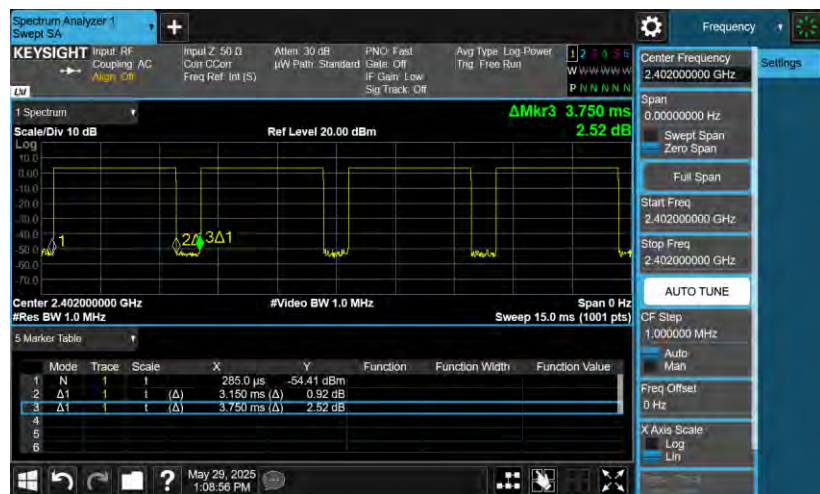 Spectrum Analyzer 1
Swept SA
+
Frequency
KEYSIGHT Input: RF
Coupling: AC
Align: Off
Input Z: 50 Ω
Corr CCorr
Freq Ref: Int (S)
Atten: 30 dB
µW Path: Standard
PNO: Fast
Gate: Off
IF Gain: Low
Sig Track: Off
Avg Type: Log-Power
Trig: Free Run
1 2 3 4 5 6
W W W W W W
P N N N N N
LXI
1 Spectrum
ΔMkr3 3.750 ms
2.52 dB
Scale/Div 10 dB
Ref Level 20.00 dBm
Log
10.0
0.00
-10.0
-20.0
-30.0
-40.0
-50.0
-60.0
-70.0
1
3Δ1
Center 2.402000000 GHz
#Video BW 1.0 MHz
Span 0 Hz
#Res BW 1.0 MHz
Sweep 15.0 ms (1001 pts)
5 Marker Table
Mode Trace Scale X Y Function Function Width Function Value
1 N 1 t 285.0 µs -54.41 dBm
2 Δ1 1 t (Δ) 3.150 ms (Δ) 0.92 dB
3 Δ1 1 t (Δ) 3.750 ms (Δ) 2.52 dB
4
5
6
May 29, 2025
1:08:56 PM
?
Center Frequency
2.402000000 GHz
Settings
Span
0.00000000 Hz
Swept Span
Zero Span
Full Span
Start Freq
2.402000000 GHz
Stop Freq
2.402000000 GHz
AUTO TUNE
CF Step
1.000000 MHz
Auto
Man
Freq Offset
0 Hz
X Axis Scale
Log
Lin